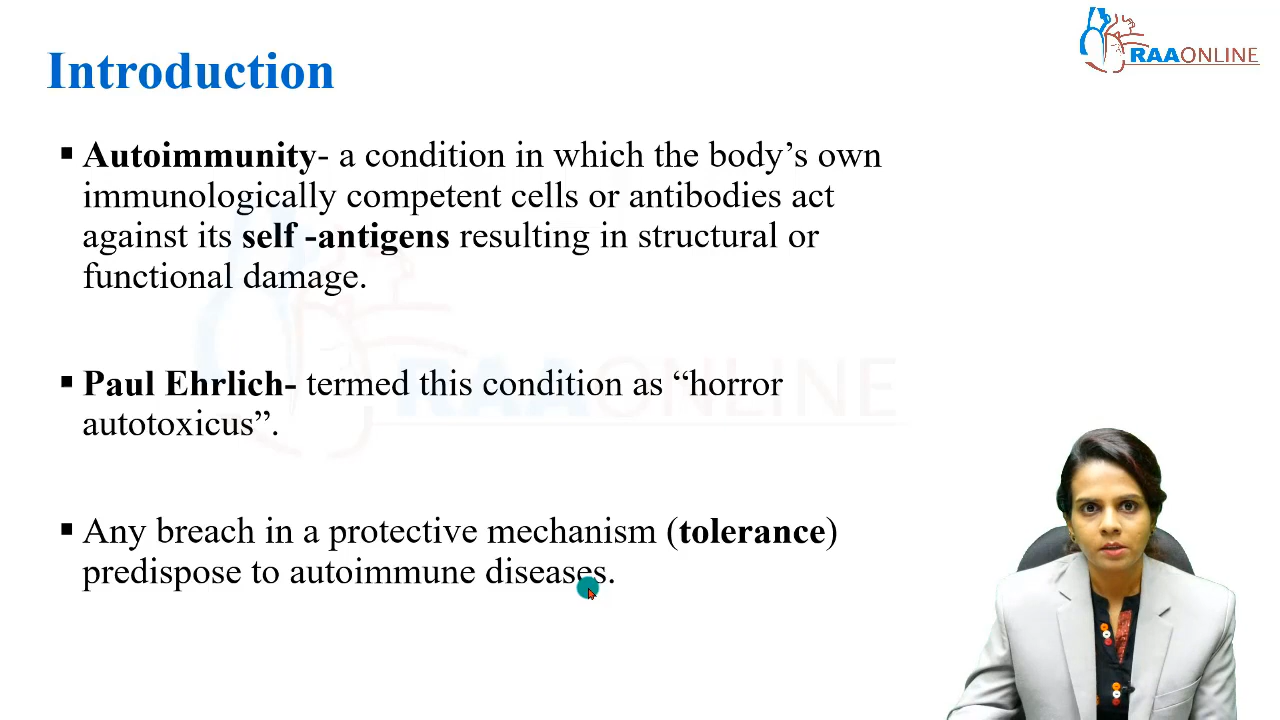 Introduction
RAAONLINE
▪ Autoimmunity- a condition in which the body’s own
immunologically competent cells or antibodies act
against its self -antigens resulting in structural or
functional damage.
▪ Paul Ehrlich- termed this condition as “horror
autotoxicus”.
▪ Any breach in a protective mechanism (tolerance)
predispose to autoimmune diseases.
RAAONLINE